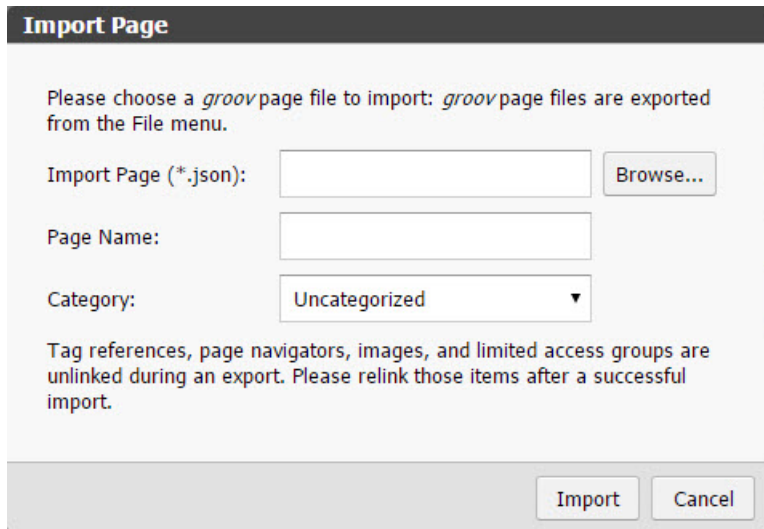 Import Page
Please choose a groov page file to import: groov page files are exported
from the File menu.
Import Page (*.json):
Browse...
Page Name:
Category:
Uncategorized
Tag references, page navigators, images, and limited access groups are
unlinked during an export. Please relink those items after a successful
import.
Import
Cancel